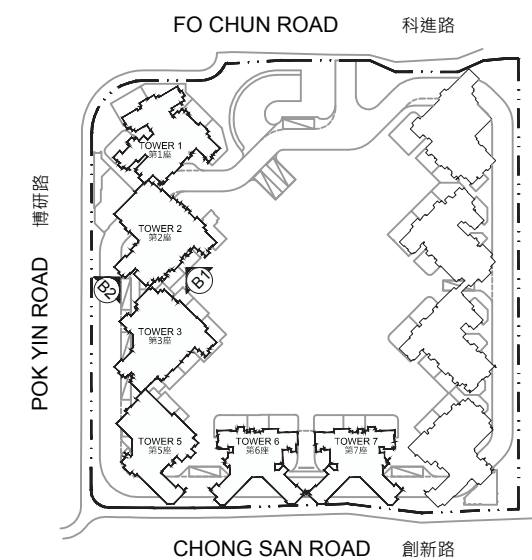 FO CHUN ROAD 科進路
POK YIN ROAD 博研路
TOWER 1
第1座
TOWER 2
第2座
B2
B1
TOWER 3
第3座
TOWER 5
第5座
TOWER 6
第6座
TOWER 7
第7座
CHONG SAN ROAD 創新路